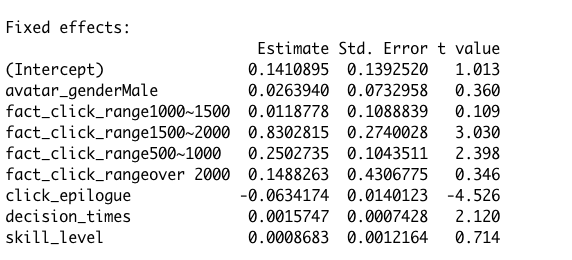 Fixed effects:
Estimate Std. Error t value
(Intercept) 0.1410895 0.1392520 1.013
avatar_genderMale 0.0263940 0.0732958 0.360
fact_click_range1000~1500 0.0118778 0.1088839 0.109
fact_click_range1500~2000 0.8302815 0.2740028 3.030
fact_click_range500~1000 0.2502735 0.1043511 2.398
fact_click_rangeover 2000 0.1488263 0.4306775 0.346
click_epilogue -0.0634174 0.0140123 -4.526
decision_times 0.0015747 0.0007428 2.120
skill_level 0.0008683 0.0012164 0.714